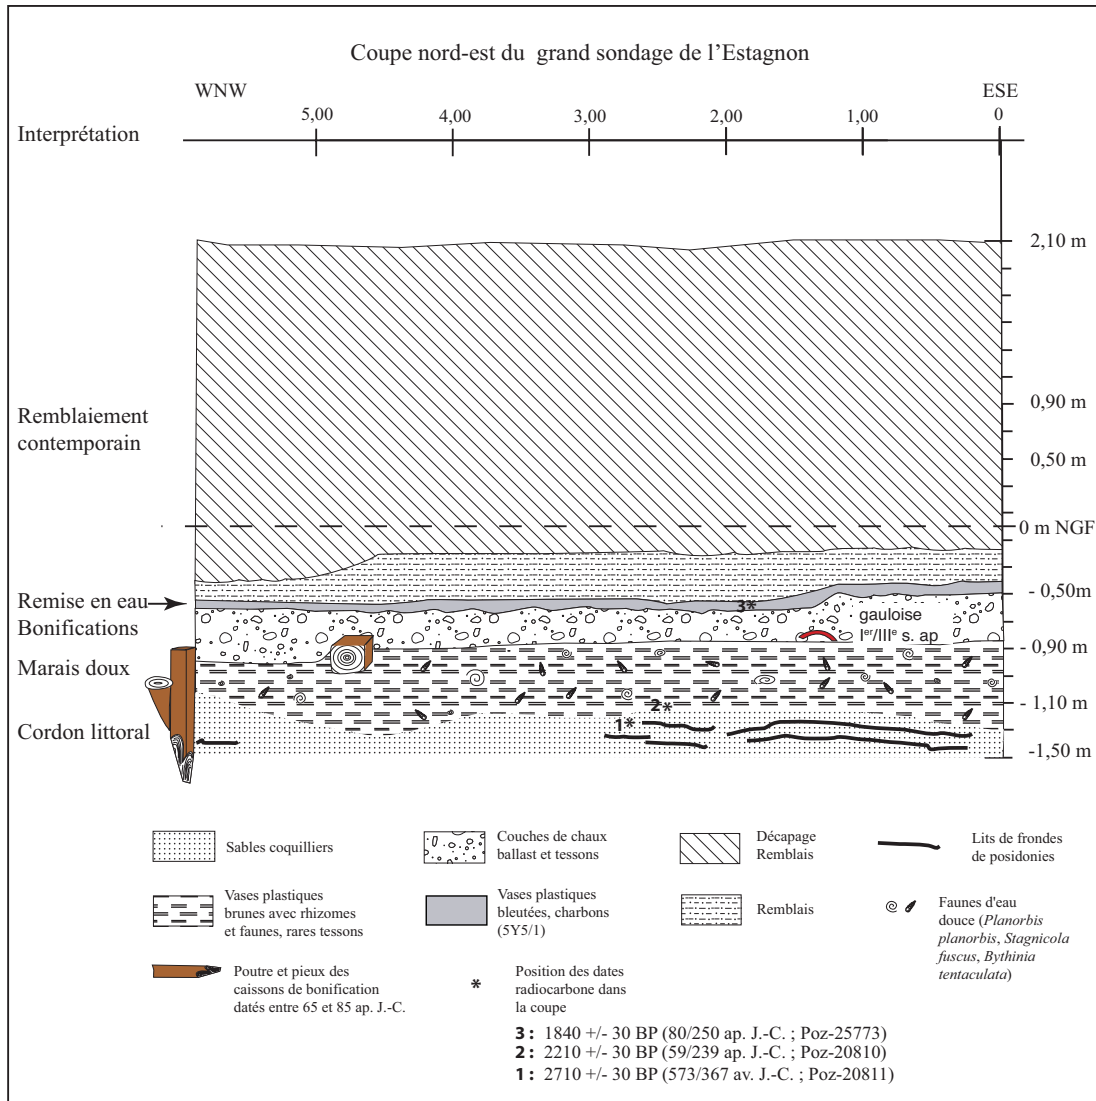 Coupe nord-est du grand sondage de l'Estagnon
WNW
ESE
5,00
4,00
3,00
2,00
1,00
0
Interprétation
2,10 m
0,90 m
Remblaiement
contemporain
0,50 m
0 m NGF
- 0,50m
Remise en eau
Bonifications
3*
gauloise
Ier/IIIe s. ap
- 0,90 m
Marais doux
- 1,10 m
2*
1*
Cordon littoral
-1,50 m
Sables coquilliers
Couches de chaux
ballast et tessons
Décapage
Remblais
Lits de frondes
de posidonies
Vases plastiques
brunes avec rhizomes
et faunes, rares tessons
Vases plastiques
bleutées, charbons
(5Y5/1)
Remblais
Faunes d'eau
douce (Planorbis
planorbis, Stagnicola
fuscus, Bythinia
tentaculata)
Poutre et pieux des
caissons de bonification
datés entre 65 et 85 ap. J.-C.
*
Position des dates
radiocarbone dans
la coupe
3 : 1840 +/- 30 BP (80/250 ap. J.-C. ; Poz-25773)
2 : 2210 +/- 30 BP (59/239 ap. J.-C. ; Poz-20810)
1 : 2710 +/- 30 BP (573/367 av. J.-C. ; Poz-20811)